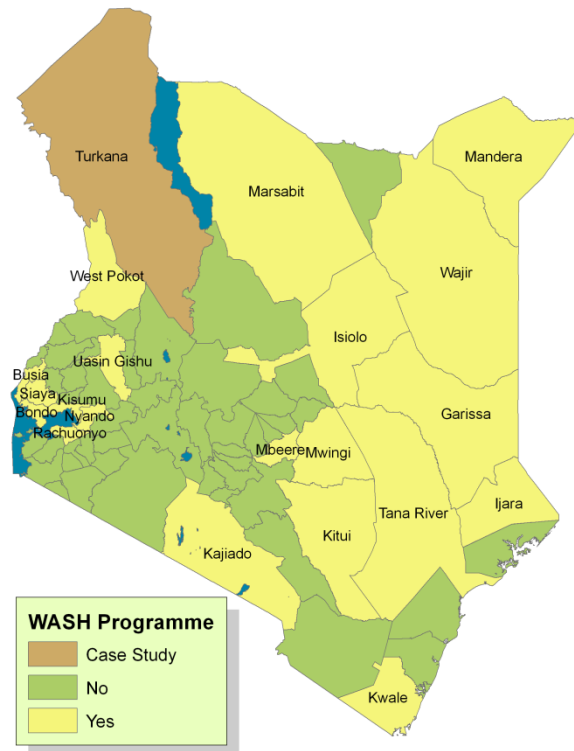 Turkana
Mandera
Marsabit
Wajir
West Pokot
Isiolo
Uasin Gishu
Busia
Siaya
Kisumu
Bondo
Nyando
Garissa
Rachuonyo
Mbeere
Mwingi
Ijara
Tana River
Kitui
Kajiado
Kwale
WASH Programme
Case Study
No
Yes